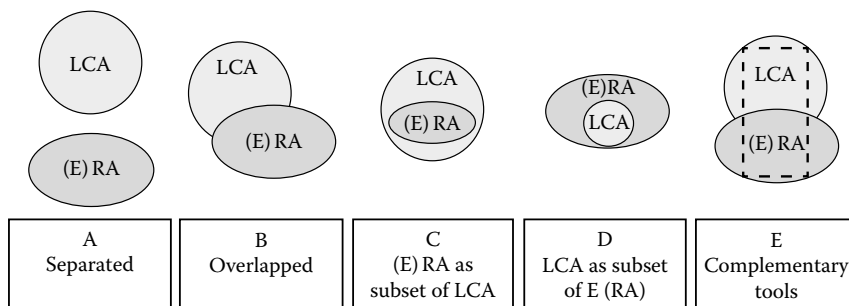 LCA
(E) RA
A
Separated
LCA
(E) RA
B
Overlapped
LCA
(E) RA
C
(E) RA as
subset of LCA
(E)RA
LCA
D
LCA as subset
of E (RA)
LCA
(E) RA
E
Complementary
tools